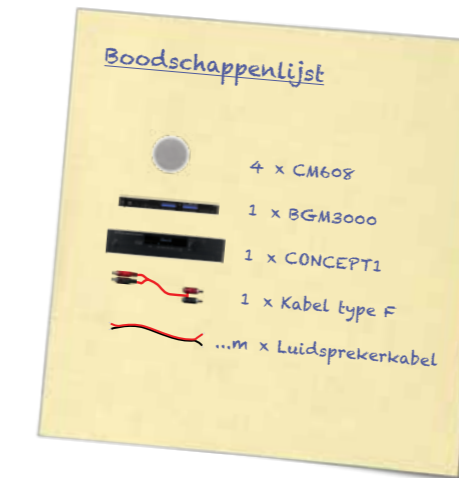 Boodschappenlijst
4 x CM608
1 x BGM3000
1 x CONCEPT1
1 x Kabel type F
...m x Luidsprekerkabel